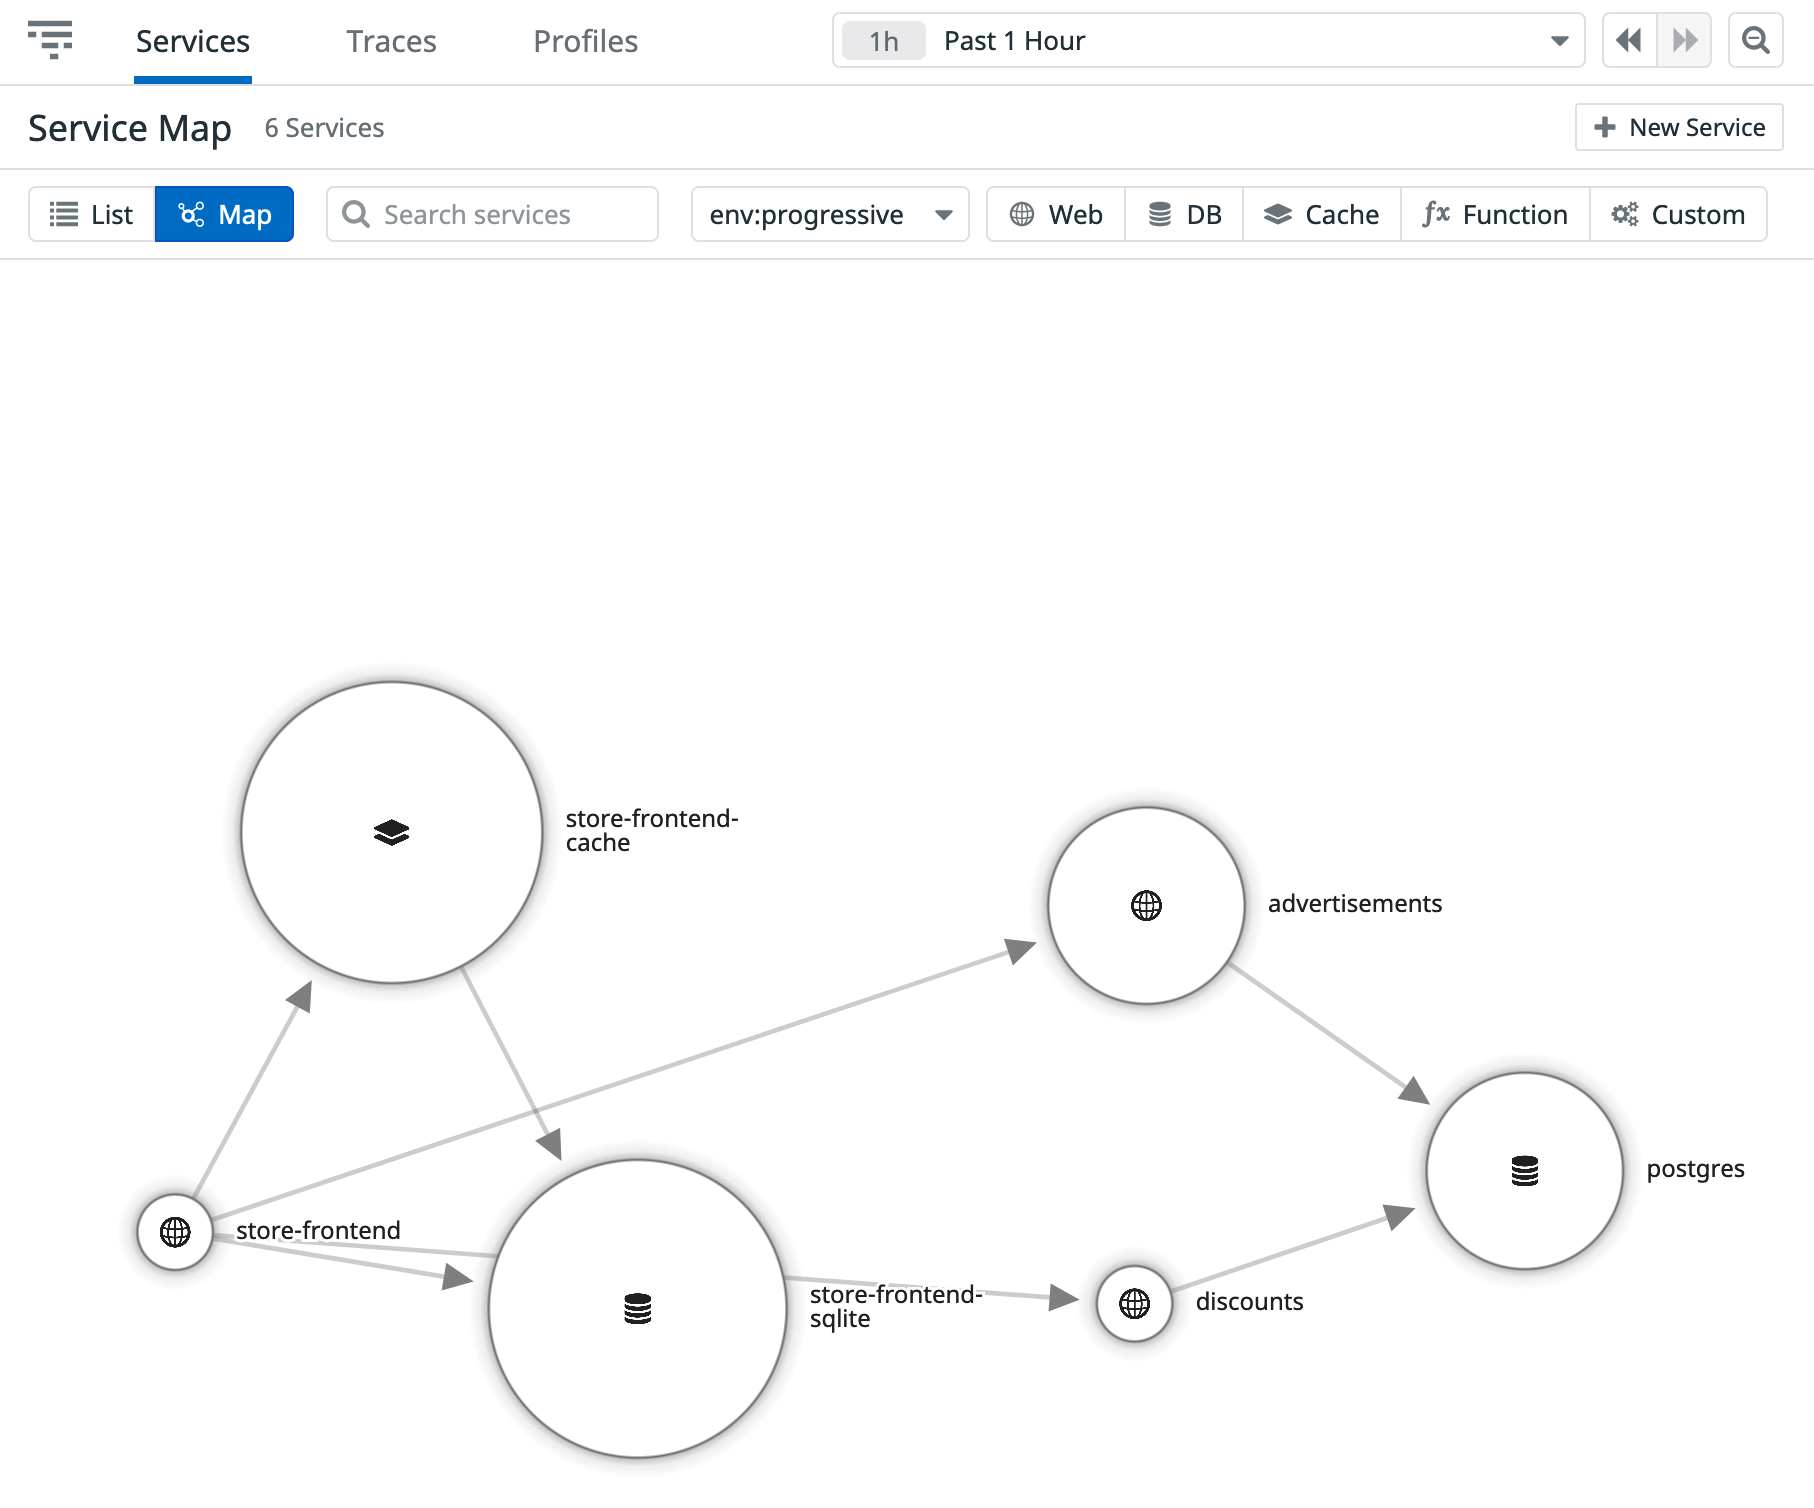 Services Traces Profiles 1h Past 1 Hour
Service Map 6 Services + New Service
List Map Search services env:progressive Web DB Cache fx Function Custom
store-frontend-
cache
advertisements
postgres
store-frontend
store-frontend-
sqlite
discounts